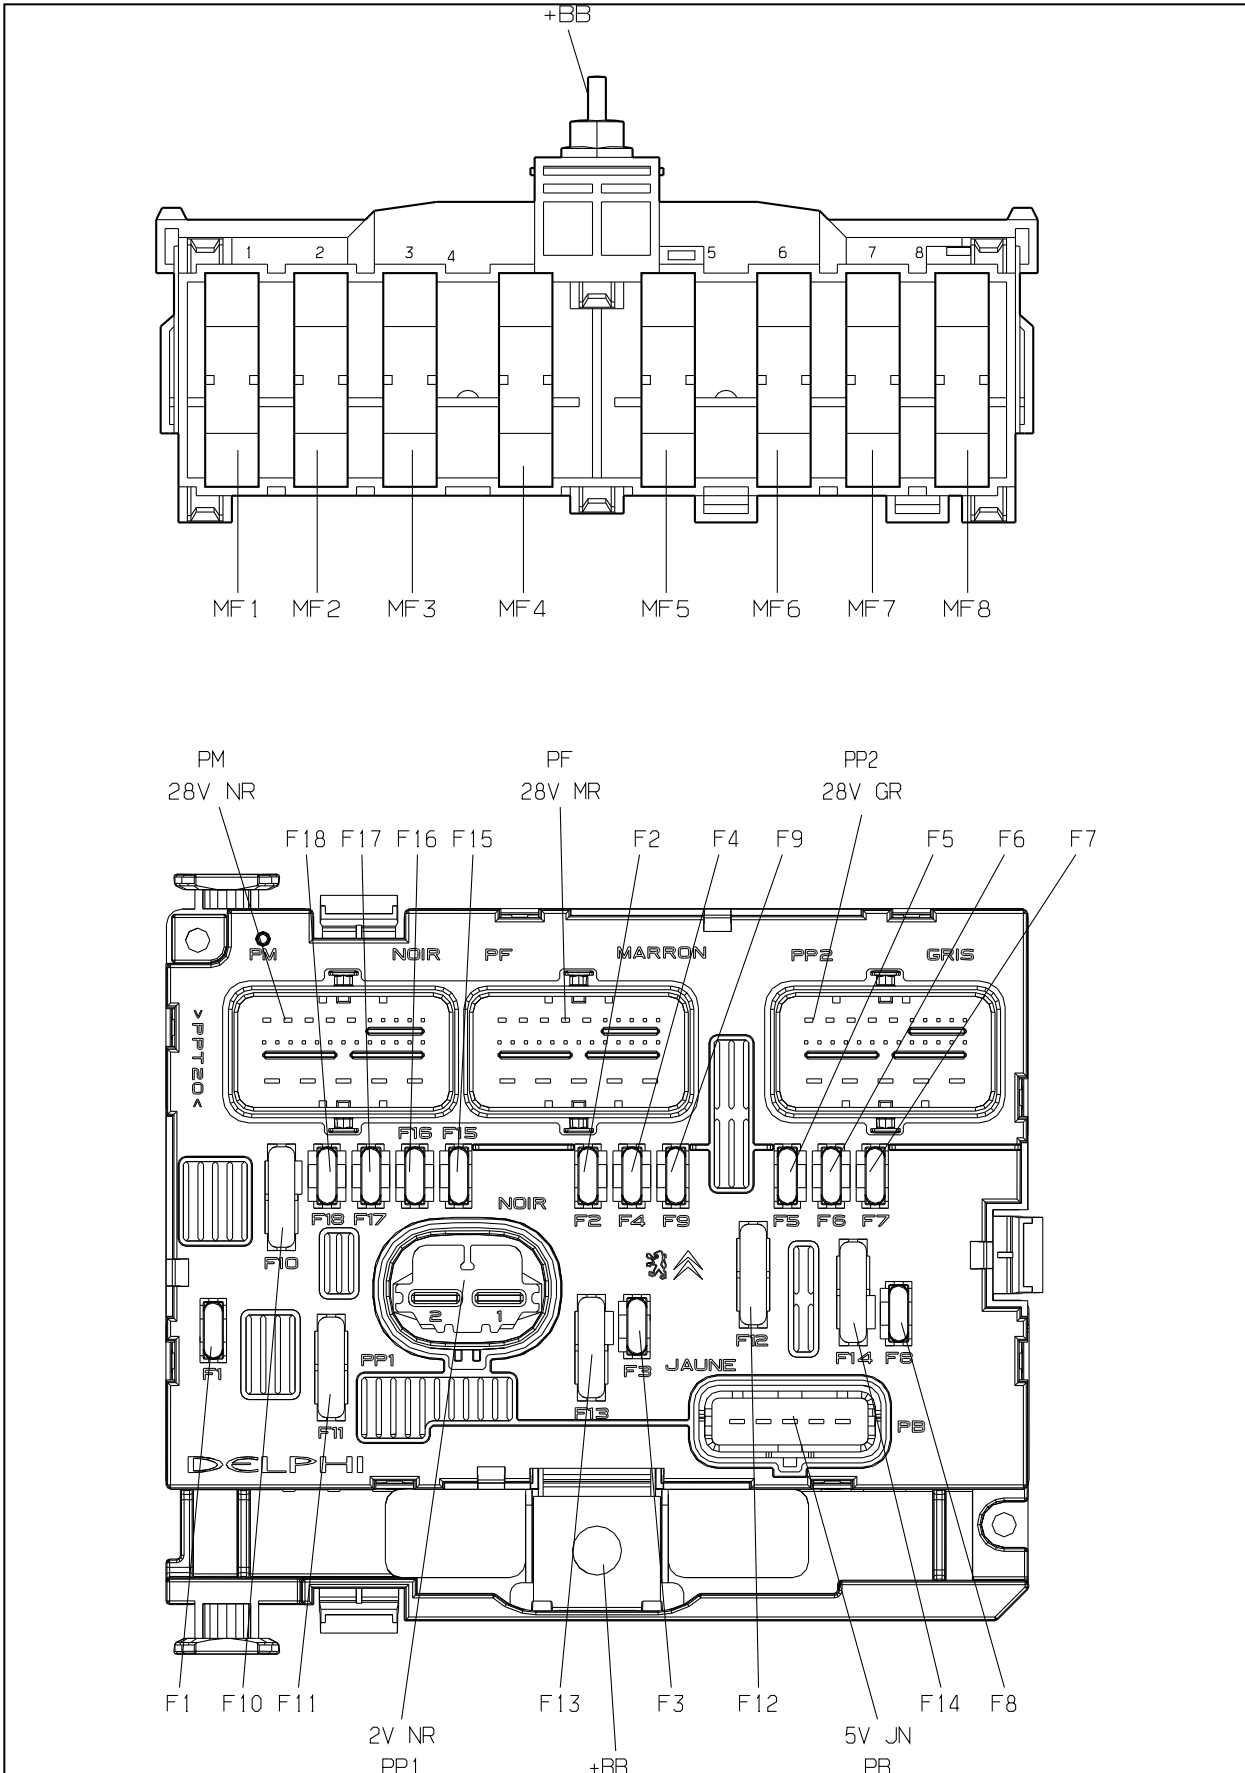 +BB
1 2 3 4 5 6 7 8
MF1 MF2 MF3 MF4 MF5 MF6 MF7 MF8
PM PF PP2
28V NR 28V MR 28V GR
F18 F17 F16 F15 F2 F4 F9 F5 F6 F7
PM NOIR PF MARRON PP2 GRIS
>PPT20<
F16 F15
NOIR
F18 F17 F2 F4 F9 F5 F6 F7
F10
2 1
F12
F14 F8
F1
PP1
F3
JAUNE
F11
F13
PB
DELPHI
F1 F10 F11 F13 F3 F12 F14 F8
2V NR 5V JN
PP1 +BB PB